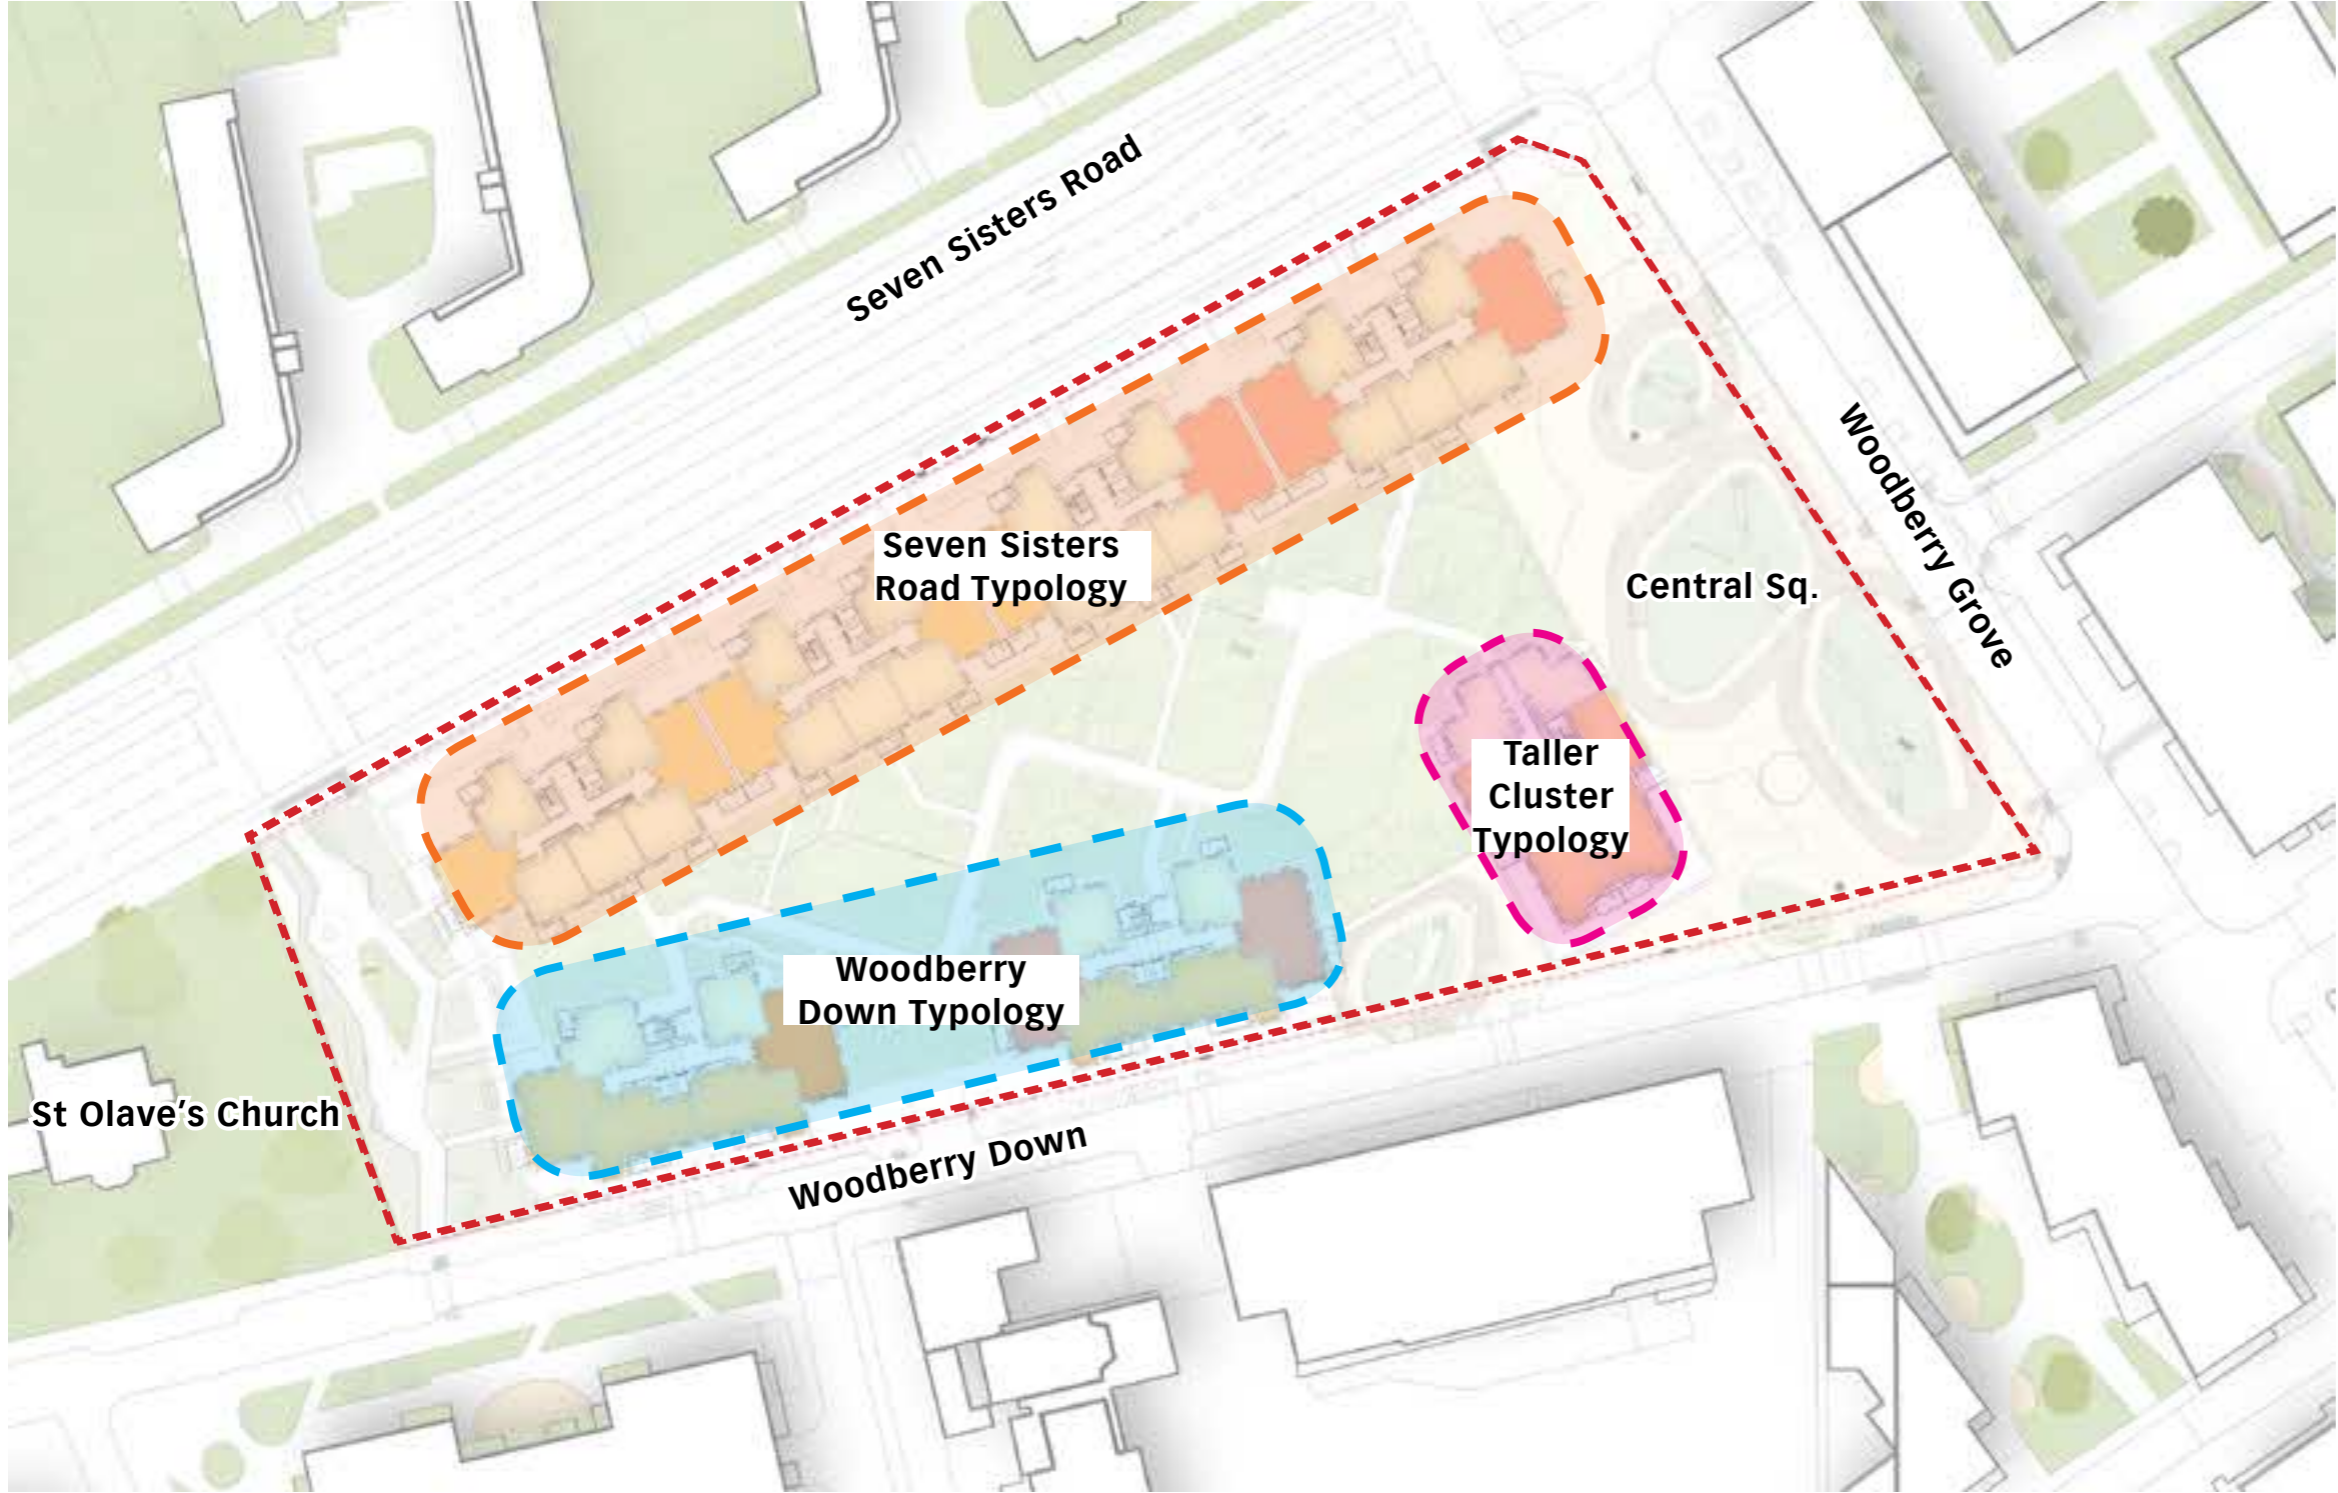 Seven Sisters Road
Seven Sisters
Road Typology
Woodberry Grove
Central Sq.
Taller
Cluster
Typology
Woodberry
Down Typology
St Olave’s Church
Woodberry Down